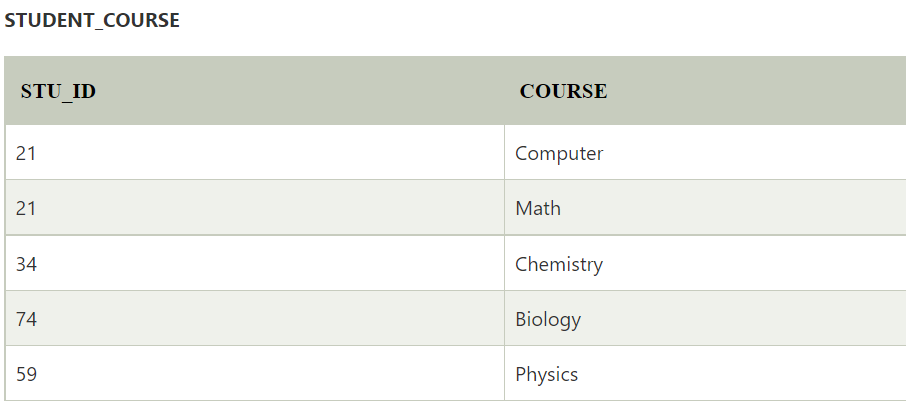 STUDENT_COURSE
STU_ID COURSE
21 Computer
21 Math
34 Chemistry
74 Biology
59 Physics